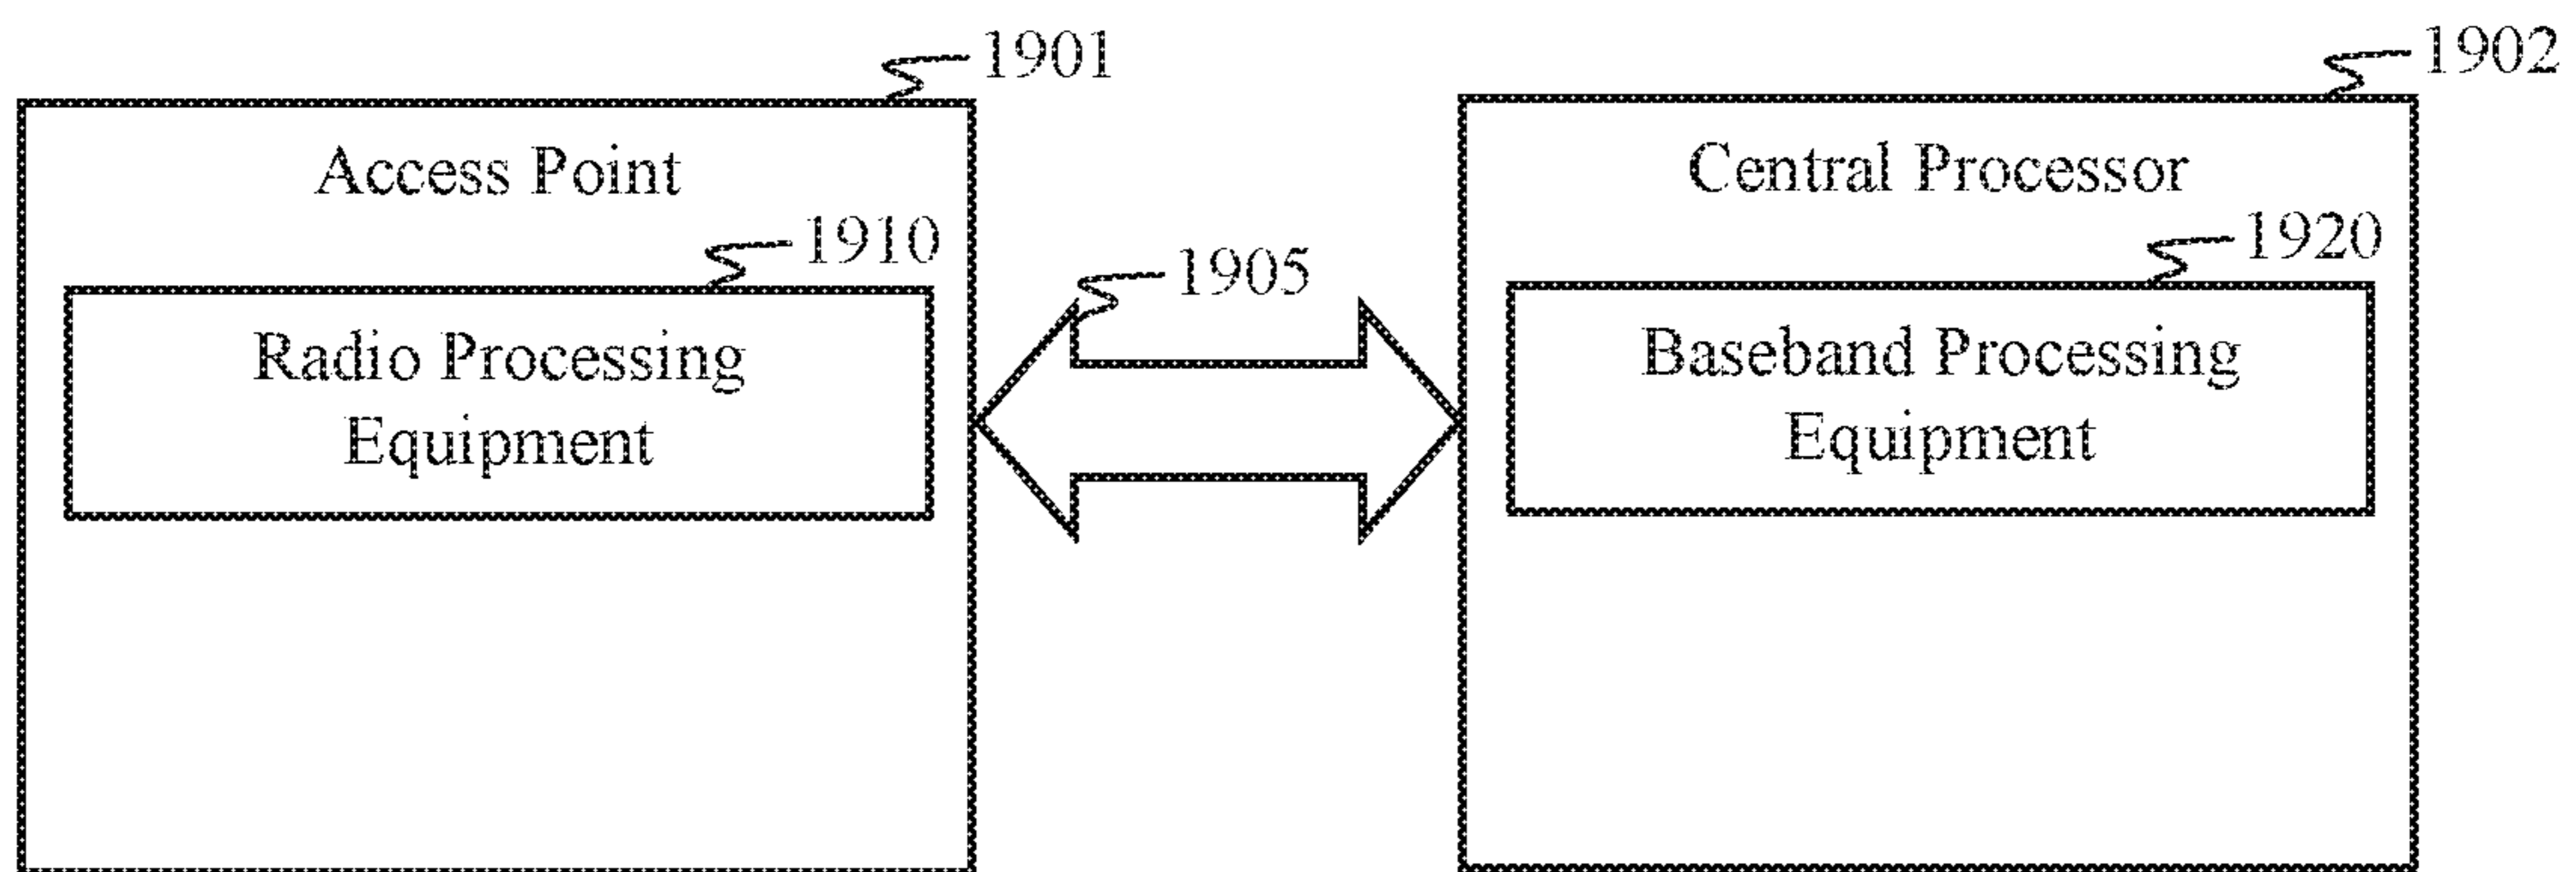 1901
1902
Access Point
Central Processor
1910
1920
1905
Radio Processing
Equipment
Baseband Processing
Equipment